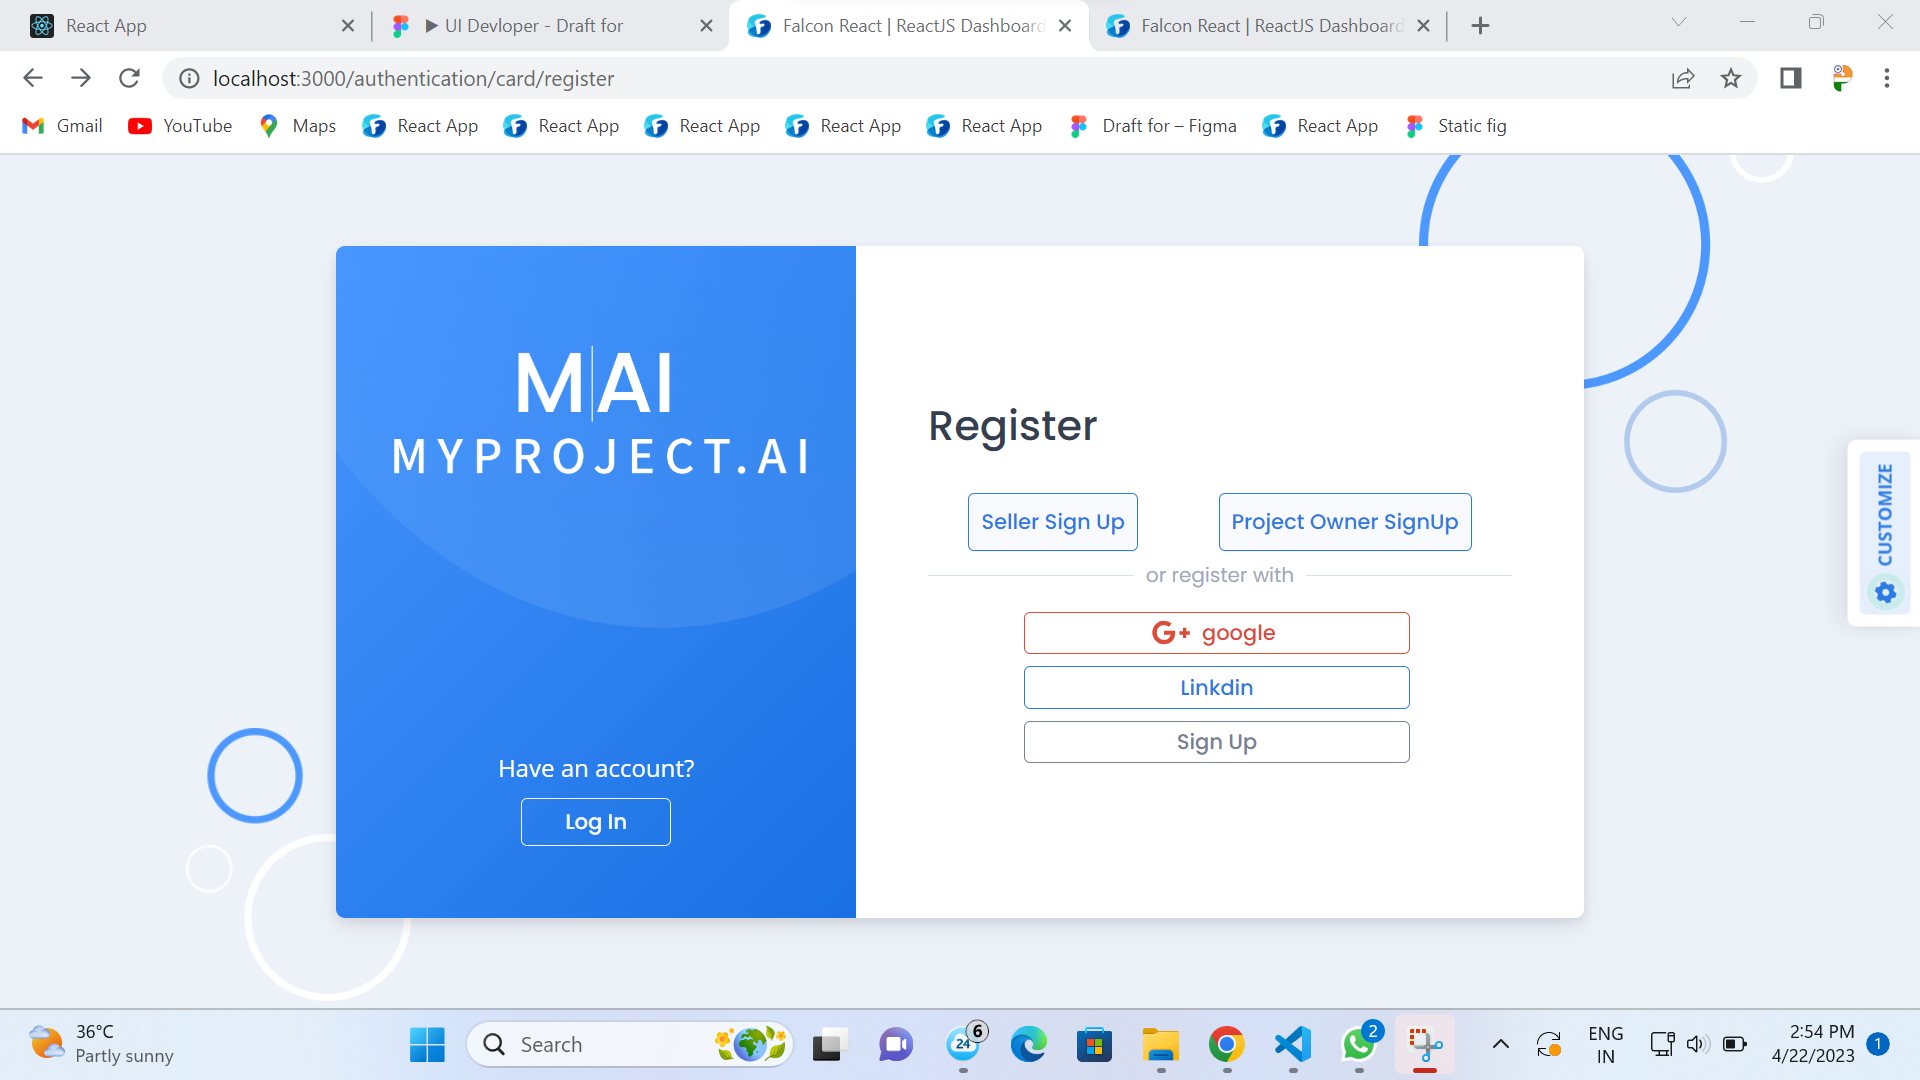 React App
▶ UI Devloper - Draft for
Falcon React | ReactJS Dashboard
Falcon React | ReactJS Dashboard
localhost:3000/authentication/card/register
Gmail YouTube Maps React App React App React App React App React App Draft for – Figma React App Static fig
M|AI
MYPROJECT.AI
Have an account?
Log In
Register
Seller Sign Up Project Owner SignUp
or register with
G+ google
Linkdin
Sign Up
CUSTOMIZE
36°C
Partly sunny
Search
24
6
2
ENG
IN
2:54 PM
4/22/2023
1